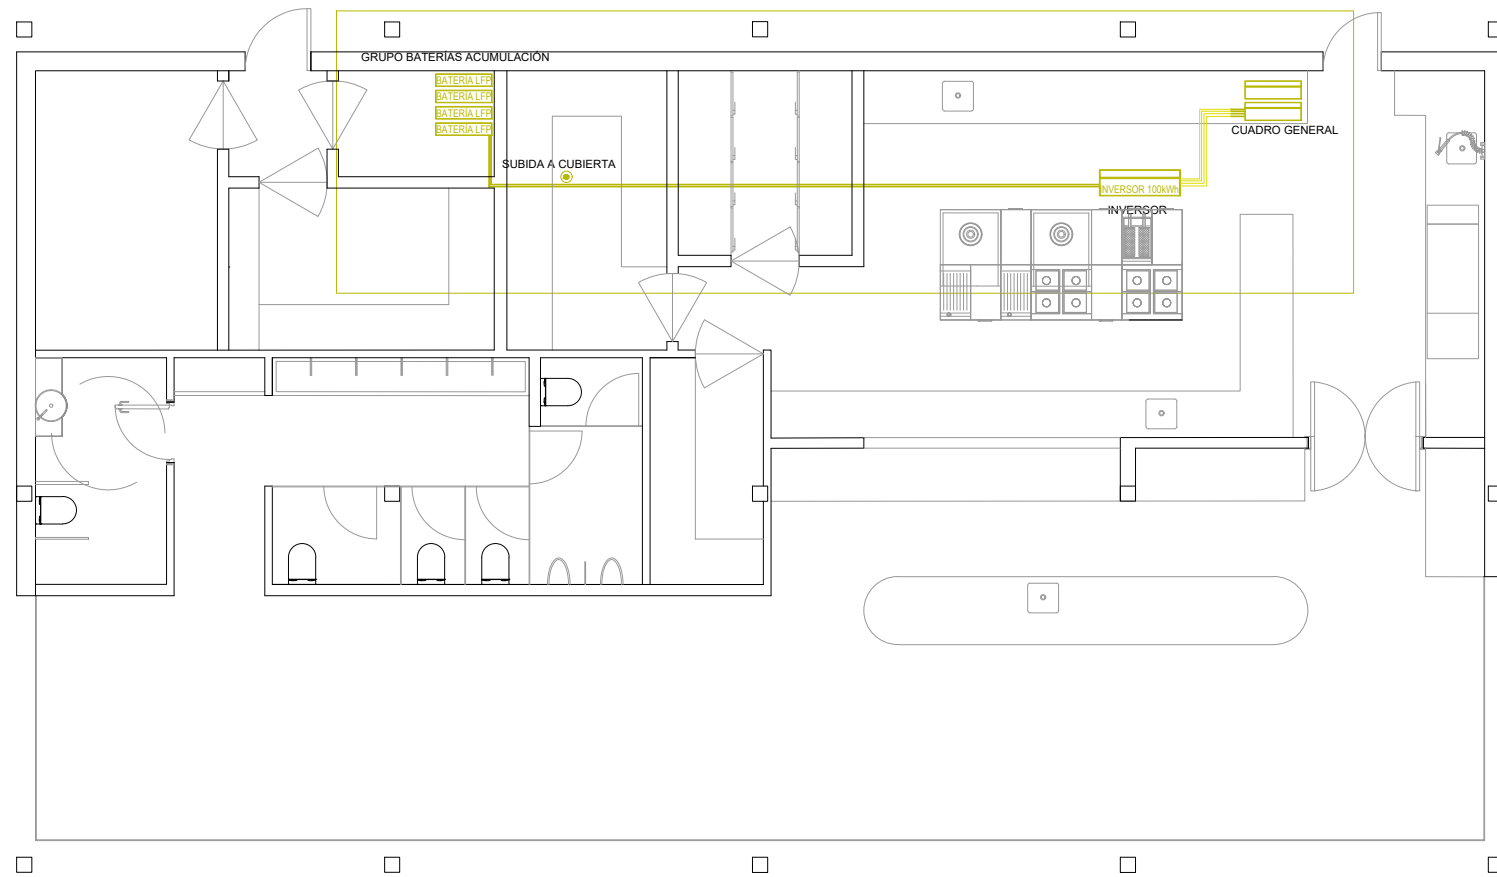 GRUPO BATERÍAS ACUMULACIÓN
BATERÍA LFP
BATERÍA LFP
BATERÍA LFP
BATERÍA LFP
CUADRO GENERAL
SUBIDA A CUBIERTA
INVERSOR 100kWh
INVERSOR